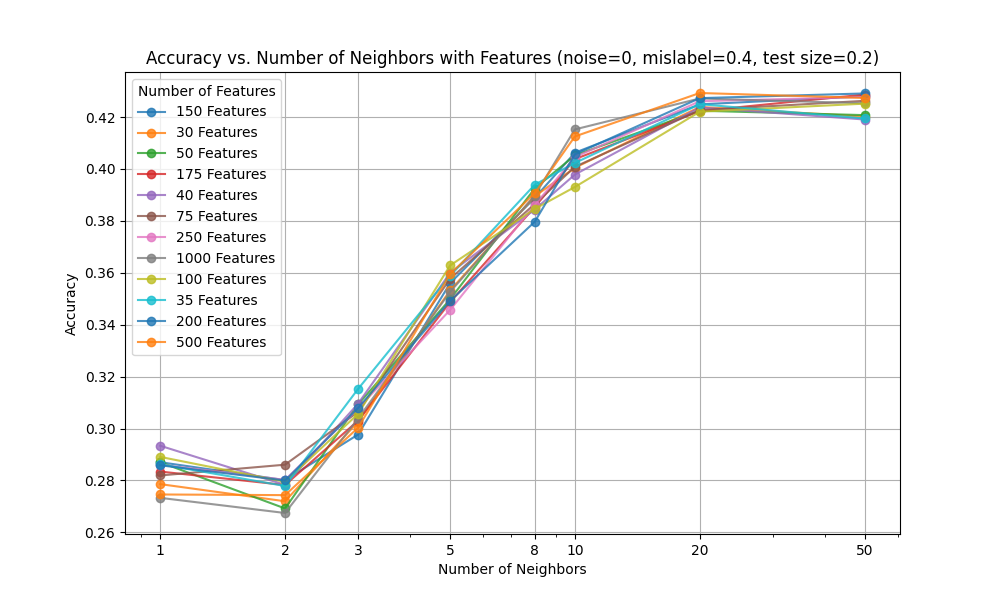 Accuracy vs. Number of Neighbors with Features (noise=0, mislabel=0.4, test size=0.2)
Number of Features
150 Features
30 Features
50 Features
175 Features
40 Features
75 Features
250 Features
1000 Features
100 Features
35 Features
200 Features
500 Features
Accuracy
0.42
0.40
0.38
0.36
0.34
0.32
0.30
0.28
0.26
1 2 3 5 8 10 20 50
Number of Neighbors